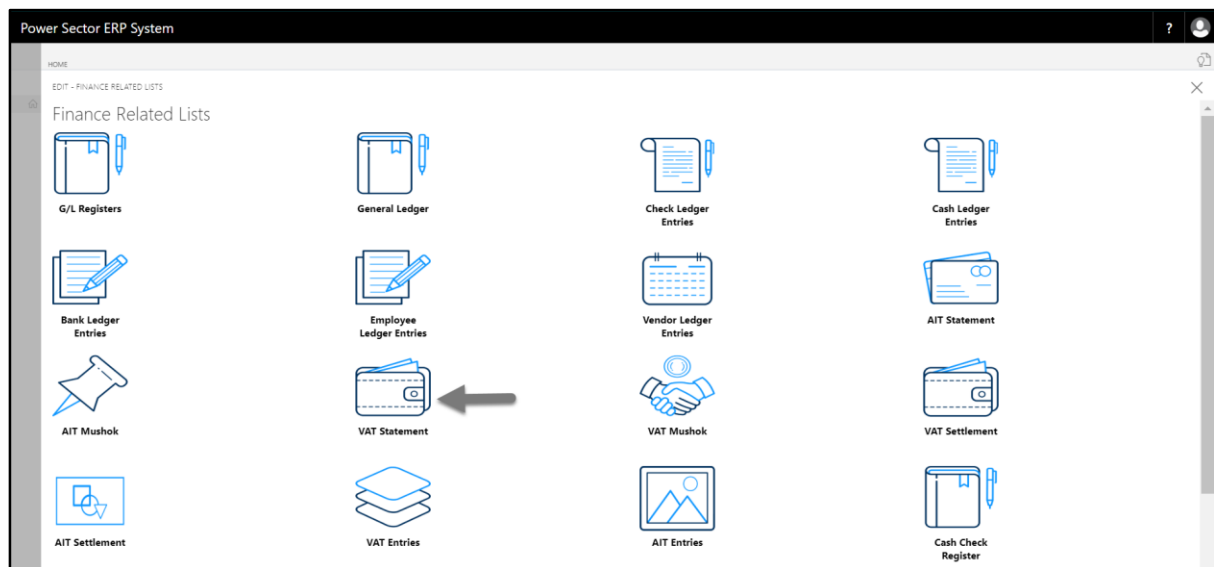 Power Sector ERP System ?
HOME
EDIT - FINANCE RELATED LISTS
Finance Related Lists
G/L Registers
General Ledger
Check Ledger
Entries
Cash Ledger
Entries
Bank Ledger
Entries
Employee
Ledger Entries
Vendor Ledger
Entries
AIT Statement
AIT Mushok
VAT Statement
VAT Mushok
VAT Settlement
AIT Settlement
VAT Entries
AIT Entries
Cash Check
Register